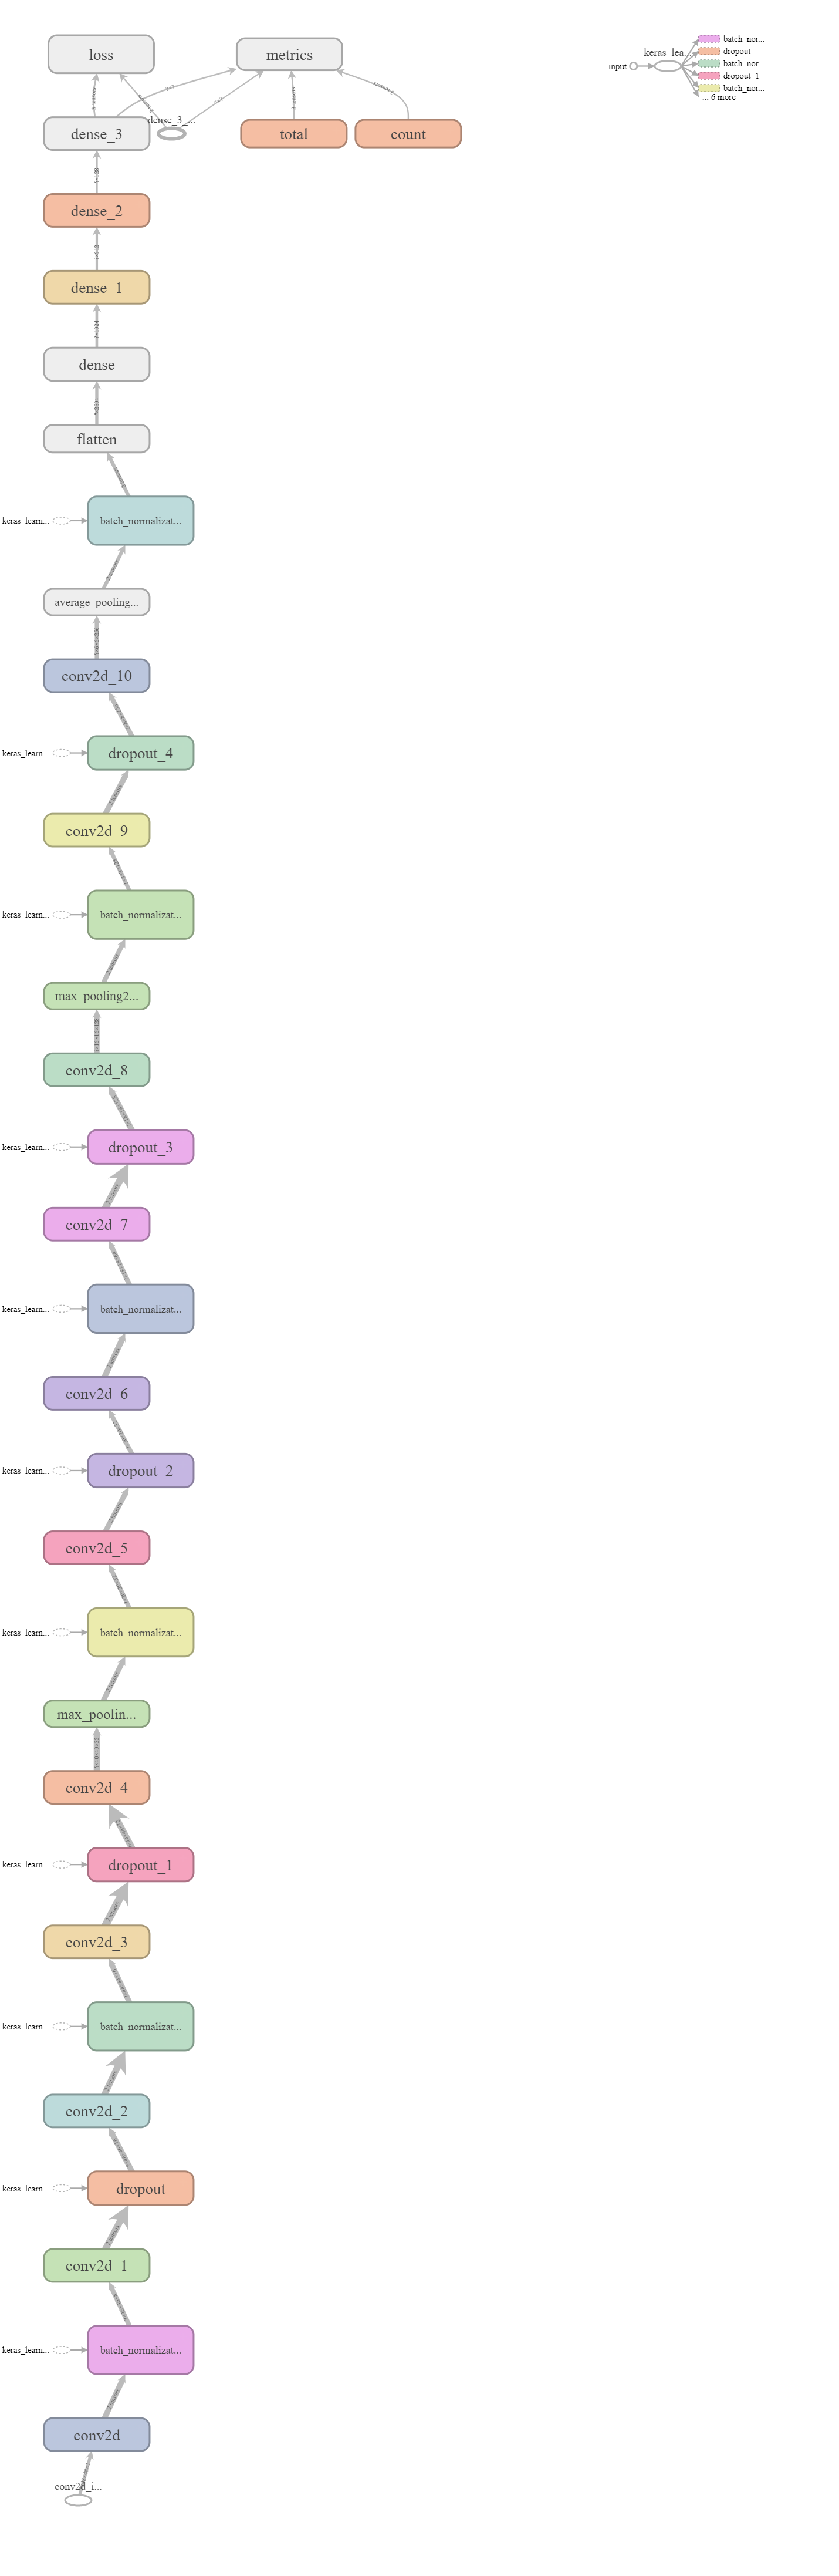 loss
metrics
keras_lea...
input
batch_nor...
dropout
batch_nor...
dropout_1
batch_nor...
... 6 more
dense_3
dense_3_...
total
count
dense_2
dense_1
dense
flatten
keras_learn...
batch_normalizat...
average_pooling...
conv2d_10
keras_learn...
dropout_4
conv2d_9
keras_learn...
batch_normalizat...
max_pooling2...
conv2d_8
keras_learn...
dropout_3
conv2d_7
keras_learn...
batch_normalizat...
conv2d_6
keras_learn...
dropout_2
conv2d_5
keras_learn...
batch_normalizat...
max_poolin...
conv2d_4
keras_learn...
dropout_1
conv2d_3
keras_learn...
batch_normalizat...
conv2d_2
keras_learn...
dropout
conv2d_1
keras_learn...
batch_normalizat...
conv2d
conv2d_i...